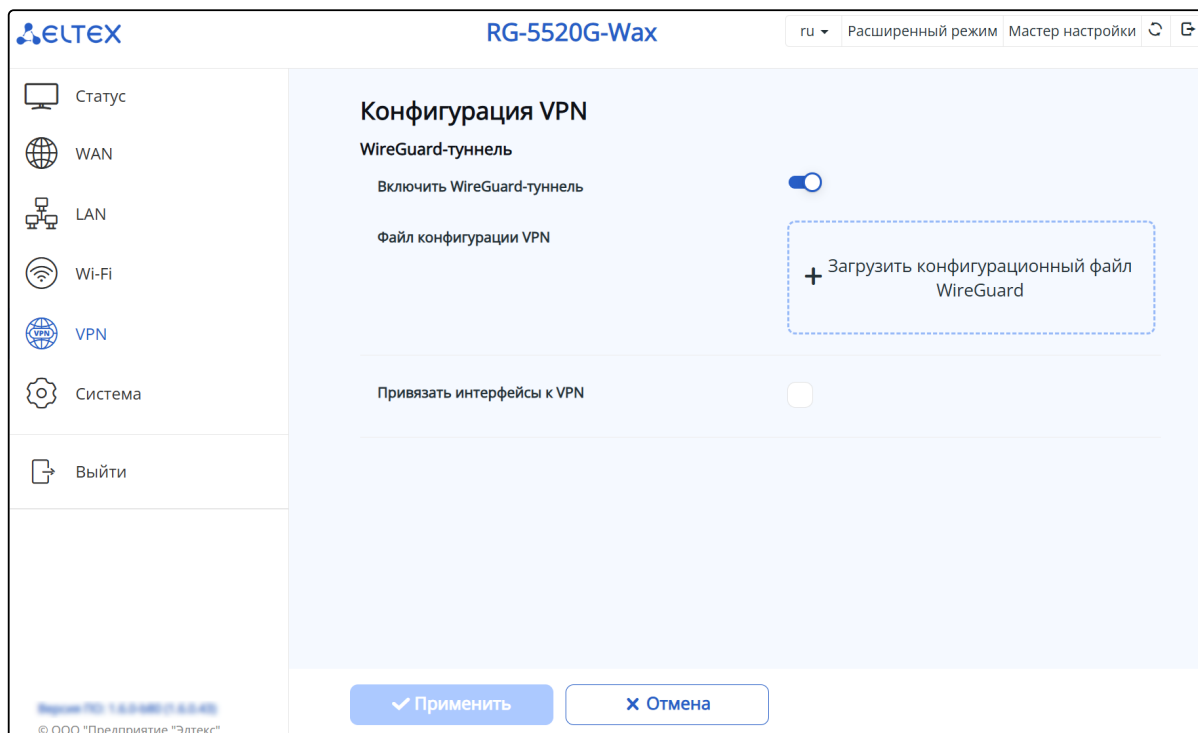 ELTEX
RG-5520G-Wax
ru
Расширенный режим
Мастер настройки
Статус
WAN
LAN
Wi-Fi
VPN
VPN
Система
Выйти
Конфигурация VPN
WireGuard-туннель
Включить WireGuard-туннель
Файл конфигурации VPN
+ Загрузить конфигурационный файл
WireGuard
Привязать интерфейсы к VPN
Применить
Отмена
© ООО "Предприятие "Элтекс"